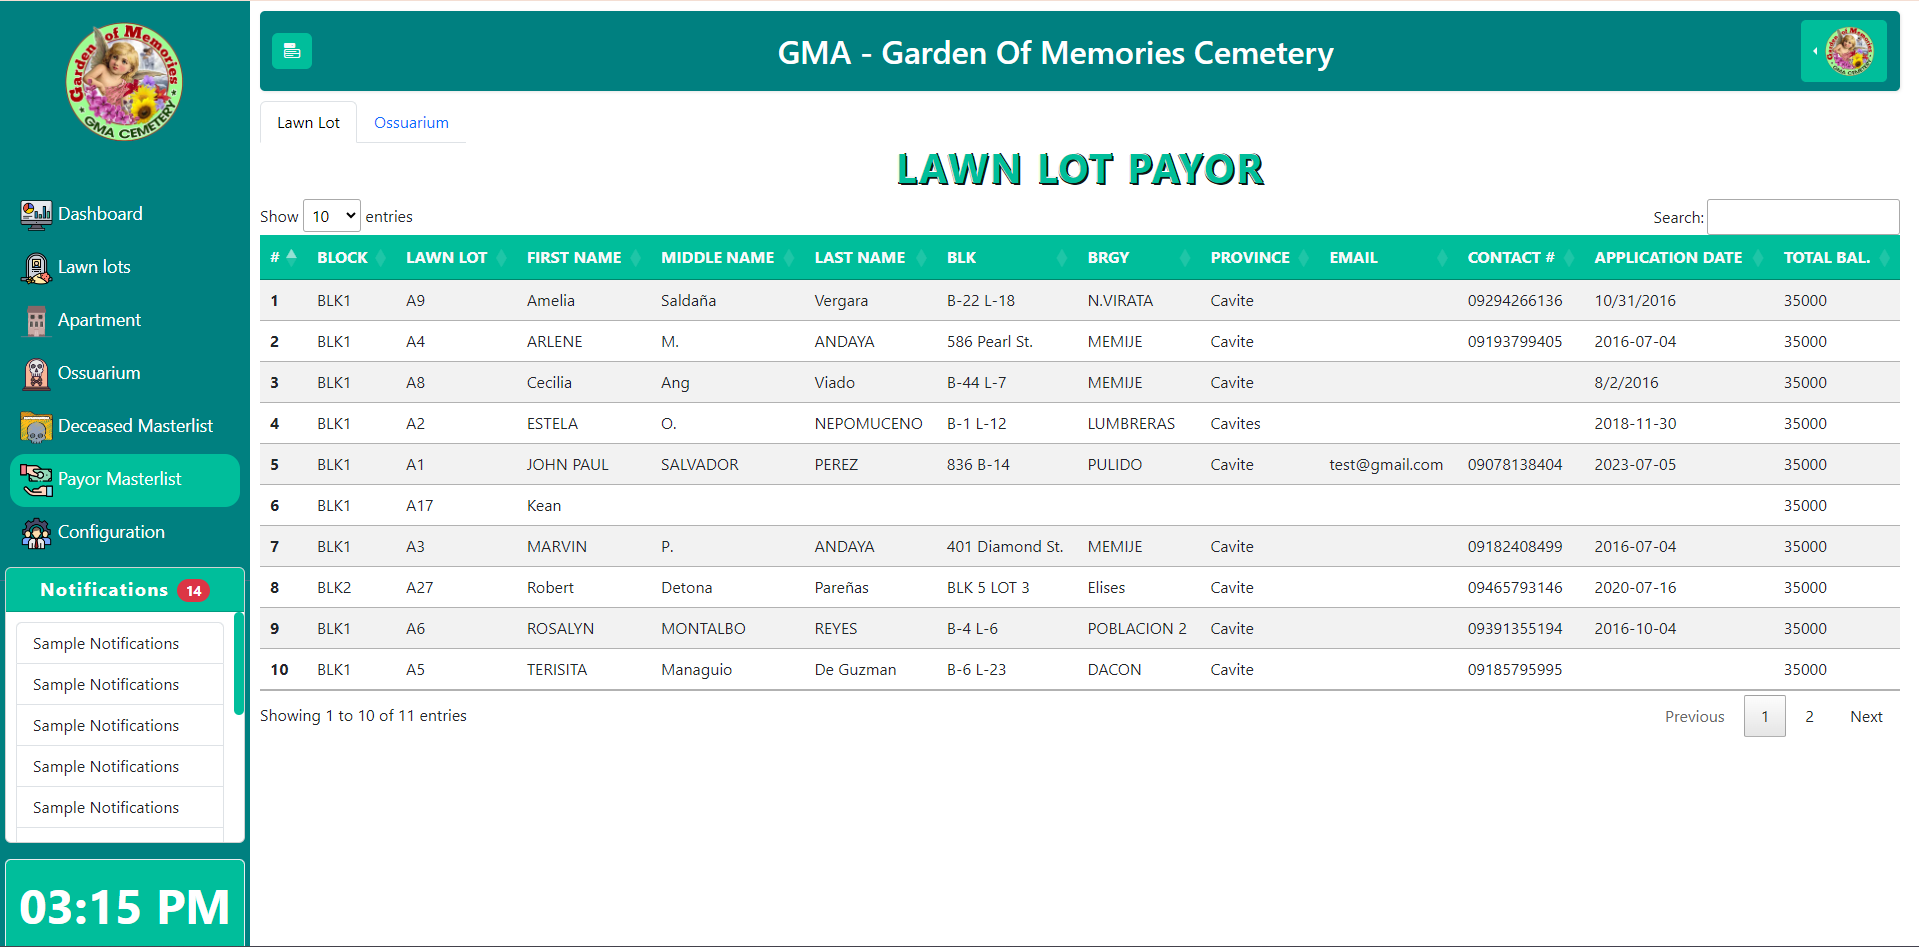 Garden of Memories
GMA CEMETERY
Dashboard
Lawn lots
Apartment
Ossuarium
Deceased Masterlist
Payor Masterlist
Configuration
Notifications 14
Sample Notifications
Sample Notifications
Sample Notifications
Sample Notifications
Sample Notifications
03:15 PM
GMA - Garden Of Memories Cemetery
Garden of Memories
GMA CEMETERY
Lawn Lot Ossuarium
LAWN LOT PAYOR
Show 10 entries Search:
# BLOCK LAWN LOT FIRST NAME MIDDLE NAME LAST NAME BLK BRGY PROVINCE EMAIL CONTACT # APPLICATION DATE TOTAL BAL.
1 BLK1 A9 Amelia Saldaña Vergara B-22 L-18 N.VIRATA Cavite 09294266136 10/31/2016 35000
2 BLK1 A4 ARLENE M. ANDAYA 586 Pearl St. MEMIJE Cavite 09193799405 2016-07-04 35000
3 BLK1 A8 Cecilia Ang Viado B-44 L-7 MEMIJE Cavite 8/2/2016 35000
4 BLK1 A2 ESTELA O. NEPOMUCENO B-1 L-12 LUMBRERAS Cavites 2018-11-30 35000
5 BLK1 A1 JOHN PAUL SALVADOR PEREZ 836 B-14 PULIDO Cavite test@gmail.com 09078138404 2023-07-05 35000
6 BLK1 A17 Kean 35000
7 BLK1 A3 MARVIN P. ANDAYA 401 Diamond St. MEMIJE Cavite 09182408499 2016-07-04 35000
8 BLK2 A27 Robert Detona Pareñas BLK 5 LOT 3 Elises Cavite 09465793146 2020-07-16 35000
9 BLK1 A6 ROSALYN MONTALBO REYES B-4 L-6 POBLACION 2 Cavite 09391355194 2016-10-04 35000
10 BLK1 A5 TERISITA Managuio De Guzman B-6 L-23 DACON Cavite 09185795995 35000
Showing 1 to 10 of 11 entries Previous 1 2 Next